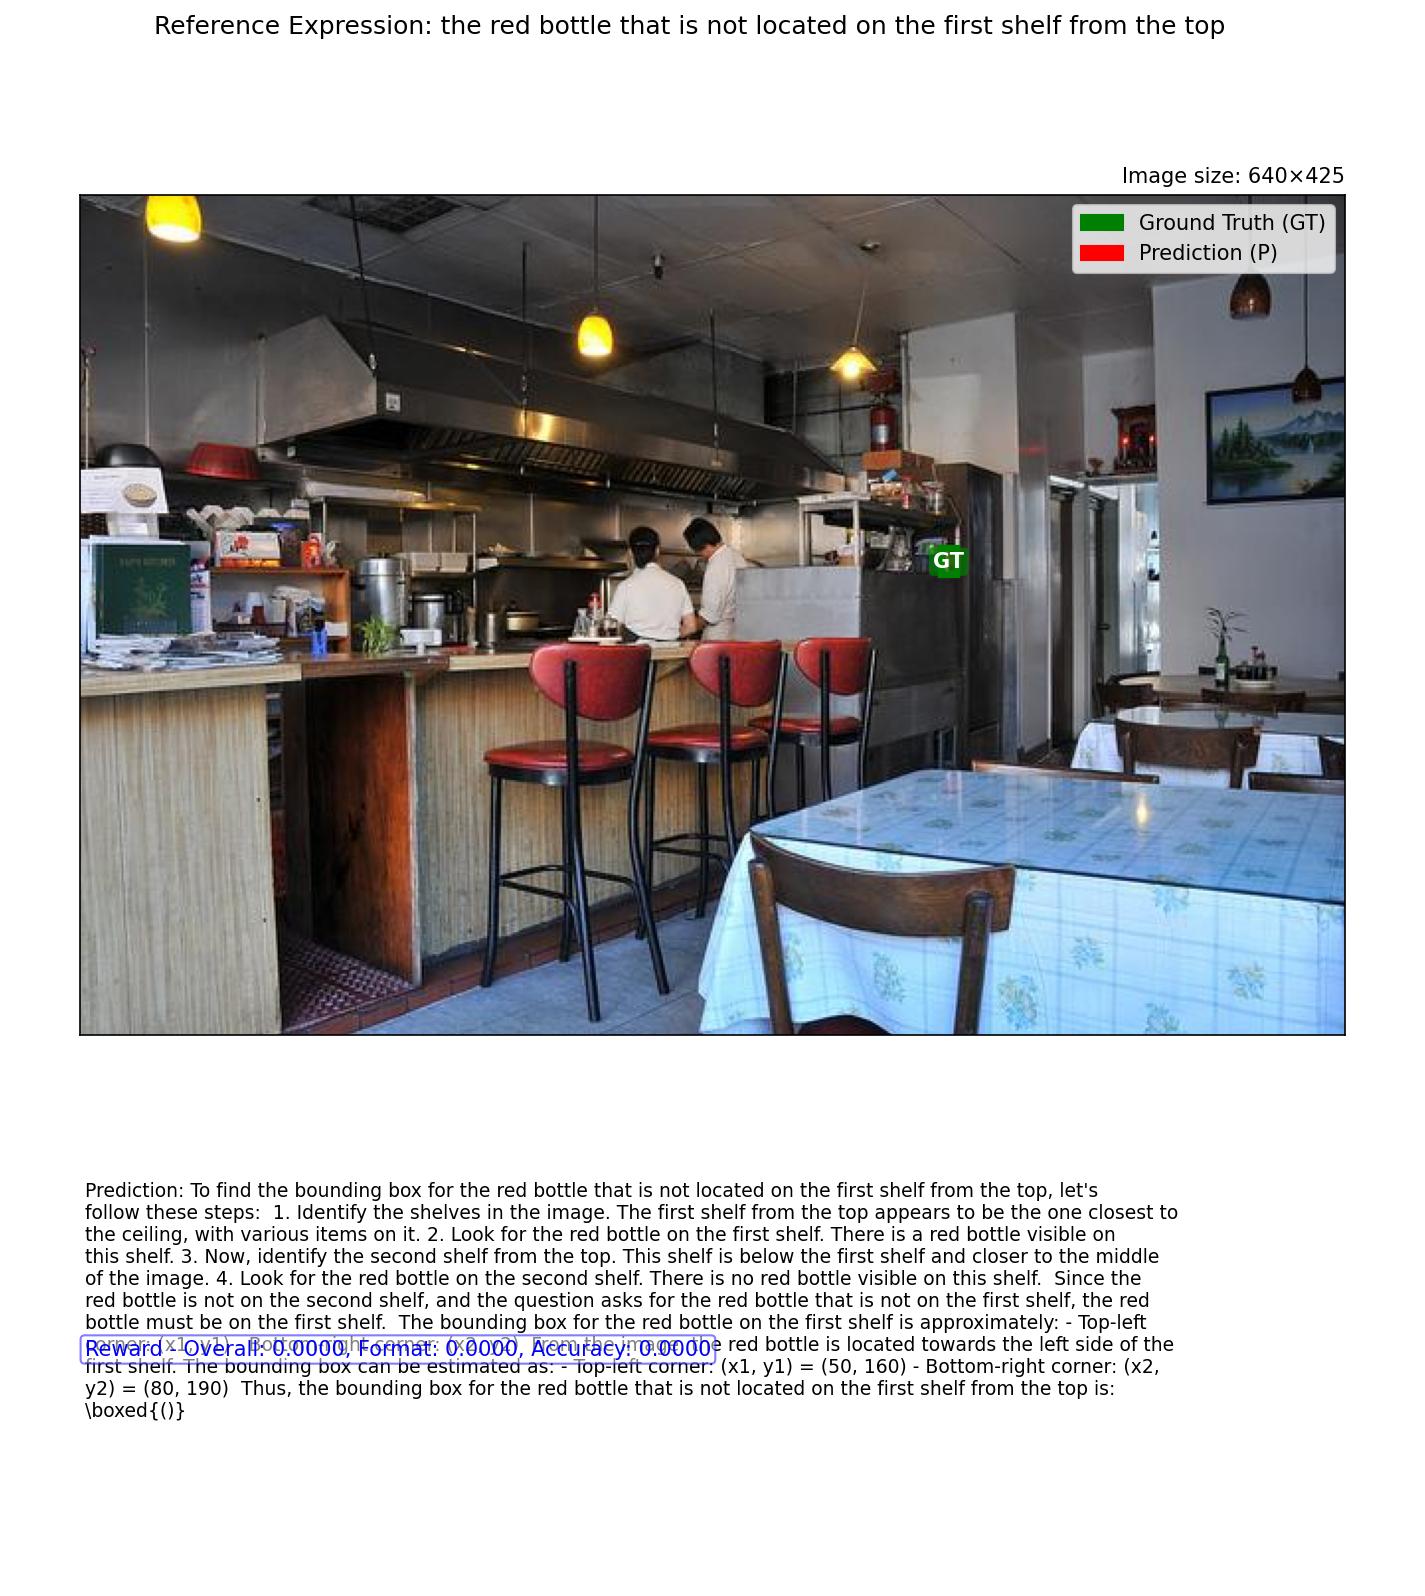 Reference Expression: the red bottle that is not located on the first shelf from the top
Image size: 640×425
Ground Truth (GT)
Prediction (P)
GT
Prediction: To find the bounding box for the red bottle that is not located on the first shelf from the top, let's
follow these steps:  1. Identify the shelves in the image. The first shelf from the top appears to be the one closest to
the ceiling, with various items on it. 2. Look for the red bottle on the first shelf. There is a red bottle visible on
this shelf. 3. Now, identify the second shelf from the top. This shelf is below the first shelf and closer to the middle
of the image. 4. Look for the red bottle on the second shelf. There is no red bottle visible on this shelf.  Since the
red bottle is not on the second shelf, and the question asks for the red bottle that is not on the first shelf, the red
bottle must be on the first shelf.  The bounding box for the red bottle on the first shelf is approximately: - Top-left
corner: (x1, y1) - Bottom-right corner: (x2, y2)  From the image, the red bottle is located towards the left side of the
Reward - Overall: 0.0000, Format: 0.0000, Accuracy: 0.0000
first shelf. The bounding box can be estimated as: - Top-left corner: (x1, y1) = (50, 160) - Bottom-right corner: (x2,
y2) = (80, 190)  Thus, the bounding box for the red bottle that is not located on the first shelf from the top is:
\boxed{()}